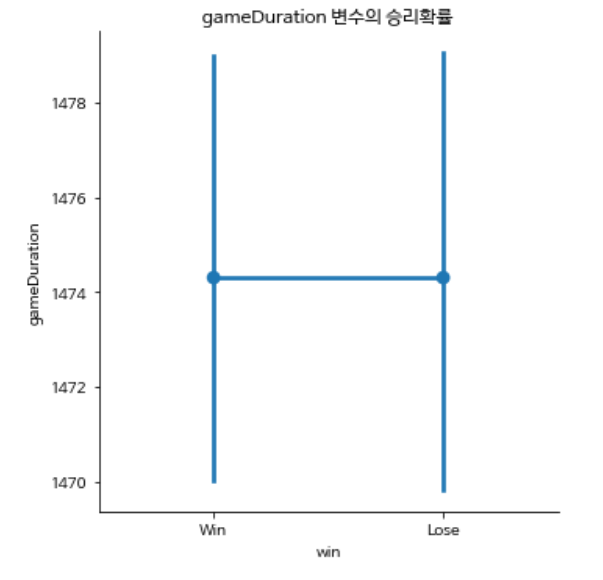 gameDuration 변수의 승리확률
gameDuration
1478
1476
1474
1472
1470
Win
Lose
win